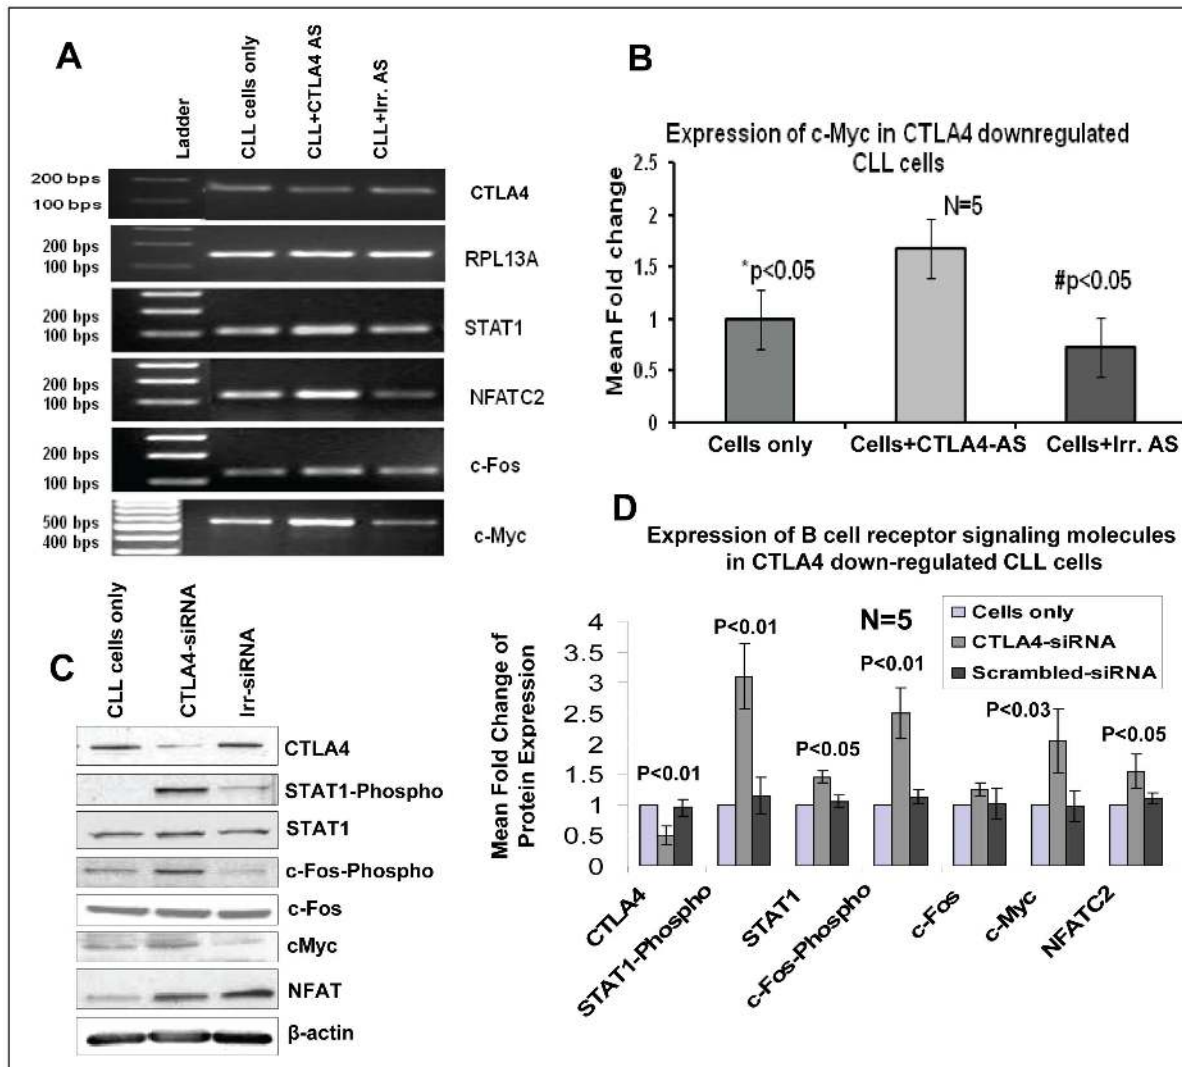 A
Ladder
CLL cells only
CLL+CTLA4 AS
CLL+Irr. AS
200 bps
100 bps
CTLA4
200 bps
100 bps
RPL13A
200 bps
100 bps
STAT1
200 bps
100 bps
NFATC2
200 bps
100 bps
c-Fos
500 bps
400 bps
c-Myc
B
Expression of c-Myc in CTLA4 downregulated
CLL cells
Mean Fold change
2.5
2
1.5
1
0.5
0
*p<0.05
N=5
#p<0.05
Cells only
Cells+CTLA4-AS
Cells+Irr. AS
C
CLL cells only
CTLA4-siRNA
Irr-siRNA
CTLA4
STAT1-Phospho
STAT1
c-Fos-Phospho
c-Fos
cMyc
NFAT
β-actin
D
Expression of B cell receptor signaling molecules
in CTLA4 down-regulated CLL cells
Mean Fold Change of
Protein Expression
4
3.5
3
2.5
2
1.5
1
0.5
0
N=5
Cells only
CTLA4-siRNA
Scrambled-siRNA
P<0.01
P<0.01
P<0.05
P<0.01
P<0.03
P<0.05
CTLA4
STAT1-Phospho
STAT1
c-Fos-Phospho
c-Fos
c-Myc
NFATC2